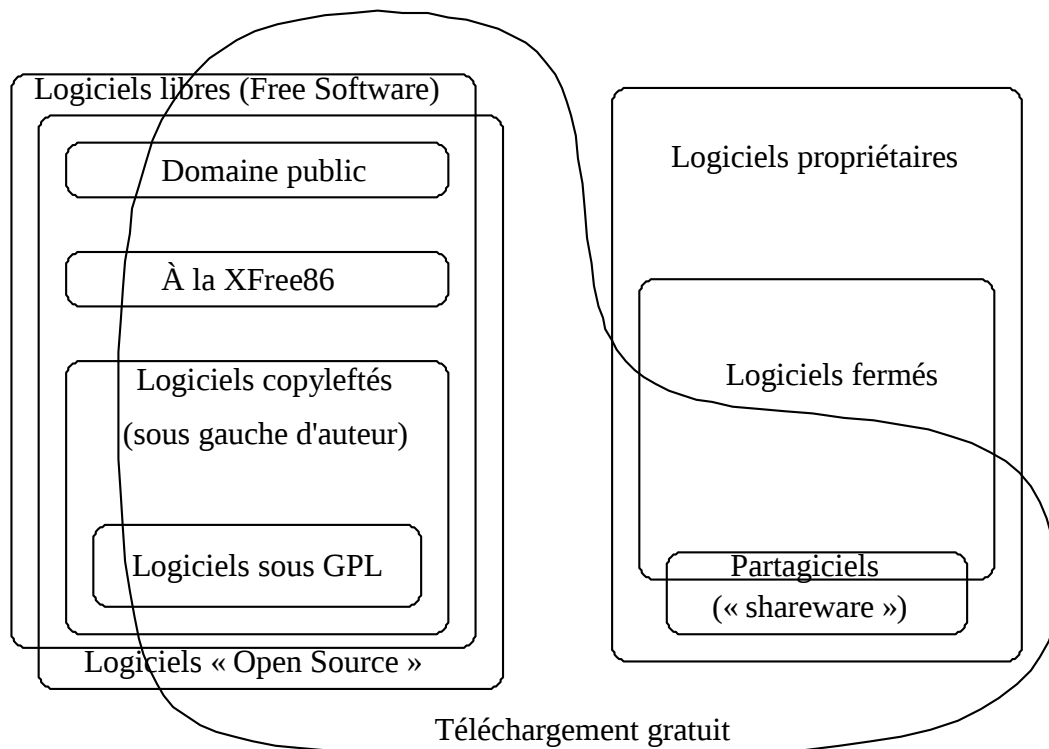 Logiciels libres (Free Software)
Domaine public
À la XFree86
Logiciels copyleftés
(sous gauche d'auteur)
Logiciels sous GPL
Logiciels « Open Source »
Logiciels propriétaires
Logiciels fermés
Partagiciels
(« shareware »)
Téléchargement gratuit